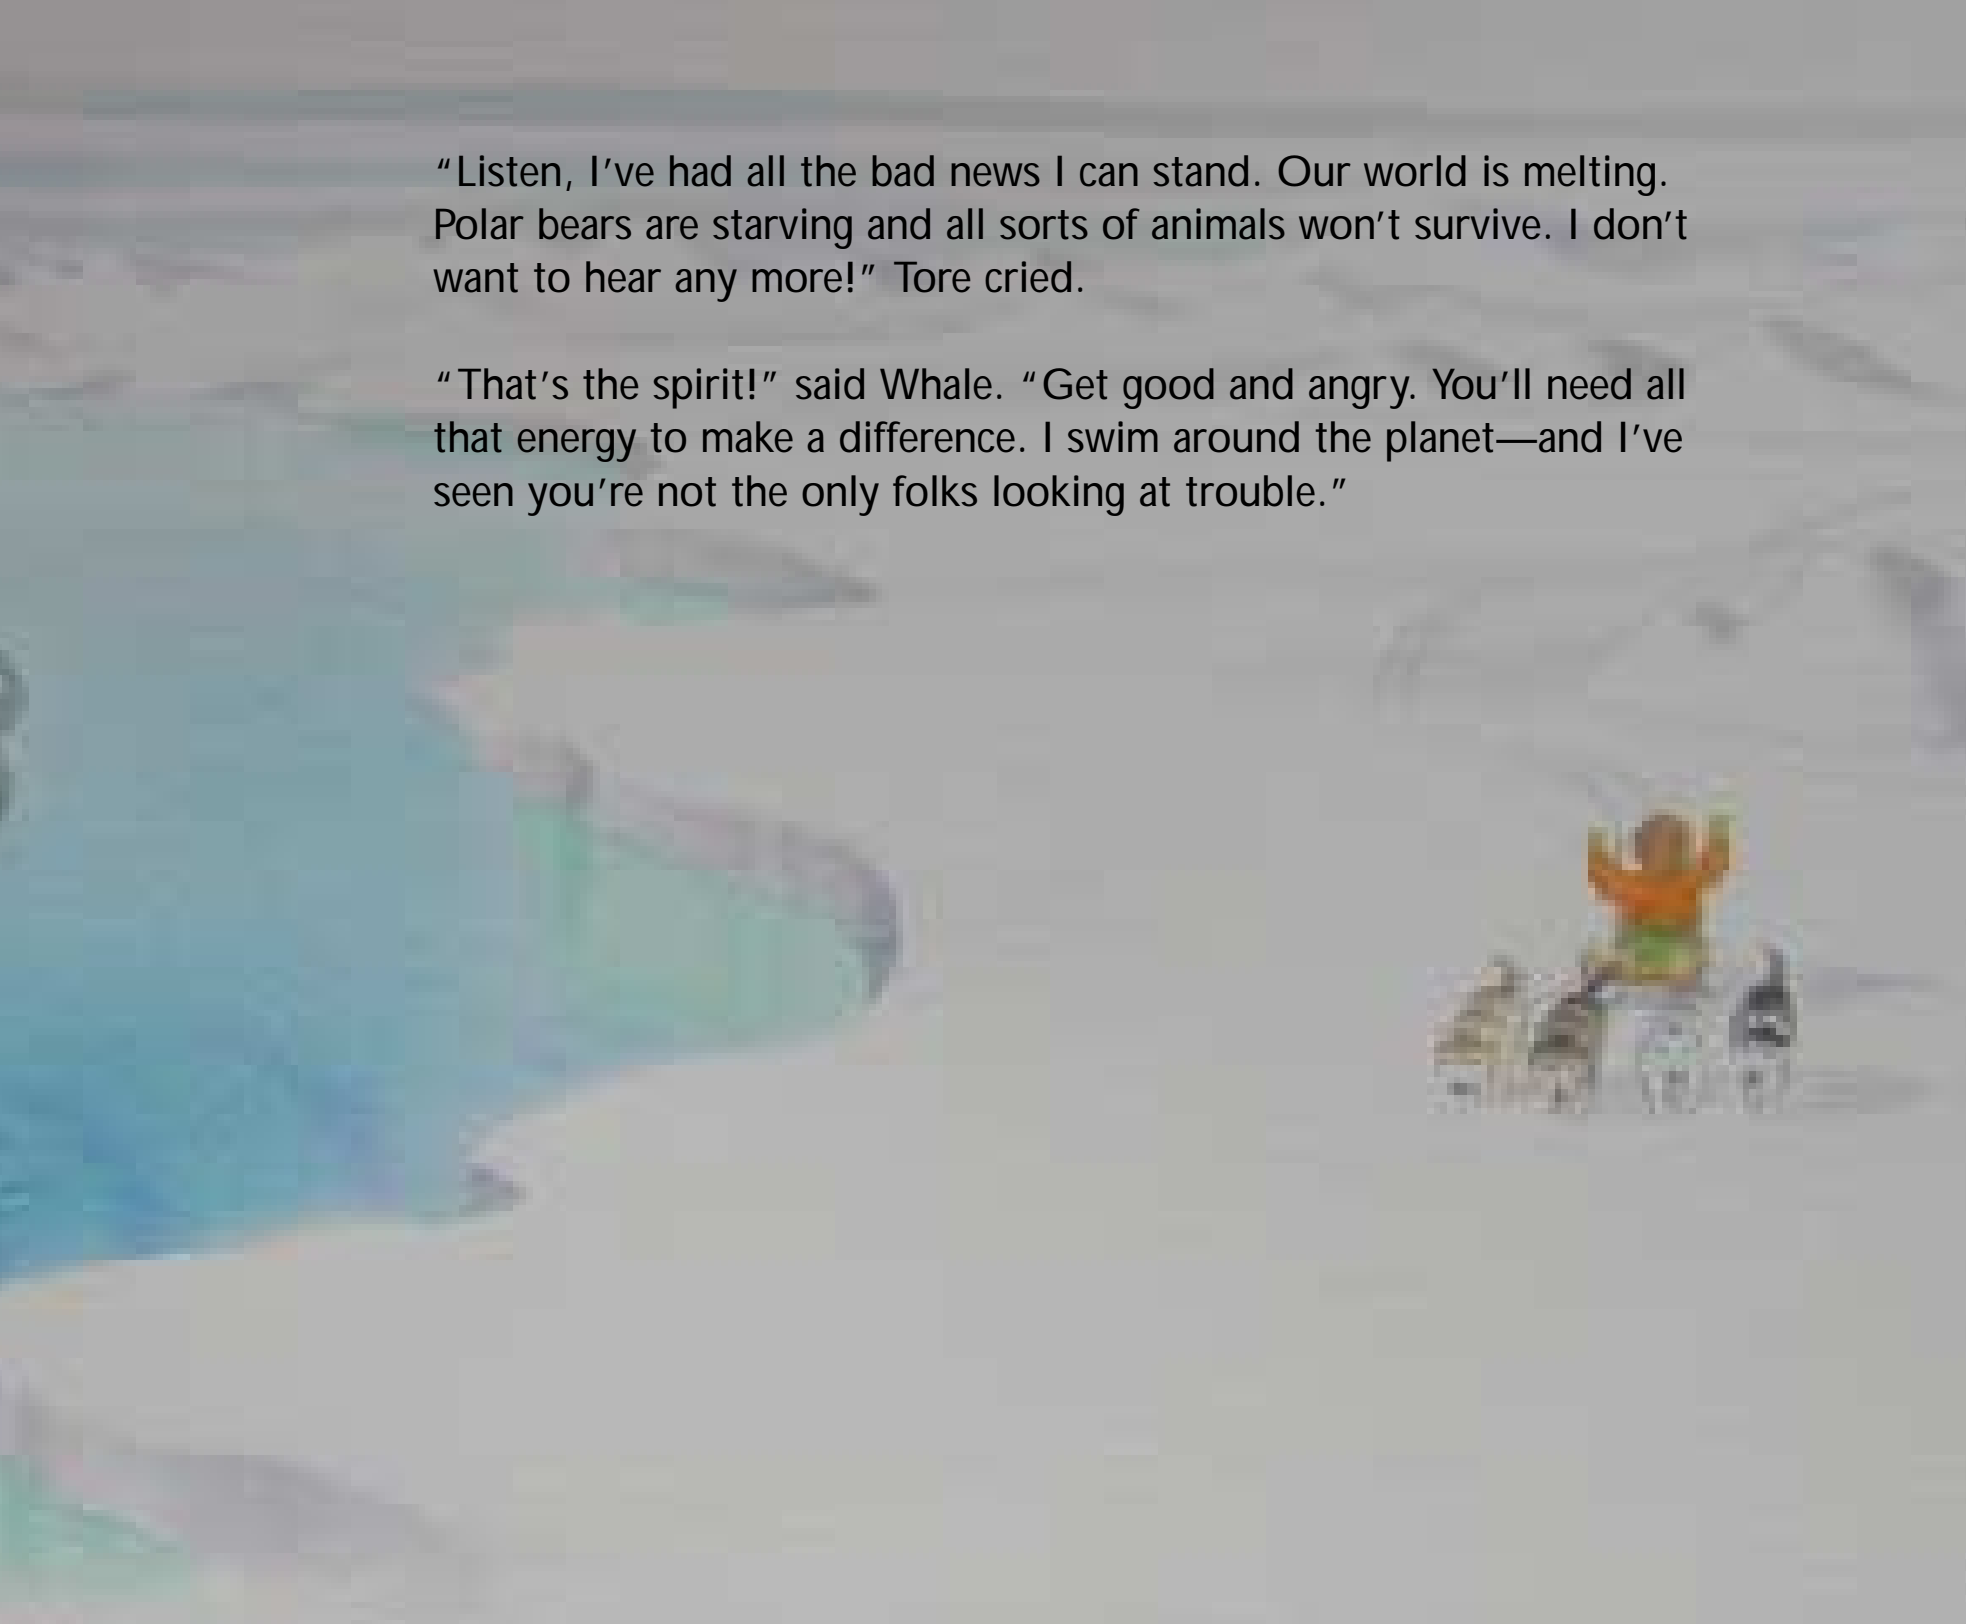 “Listen, I’ve had all the bad news I can stand. Our world is melting.
Polar bears are starving and all sorts of animals won’t survive. I don’t
want to hear any more!” Tore cried.
“That’s the spirit!” said Whale. “Get good and angry. You’ll need all
that energy to make a difference. I swim around the planet—and I’ve
seen you’re not the only folks looking at trouble.”